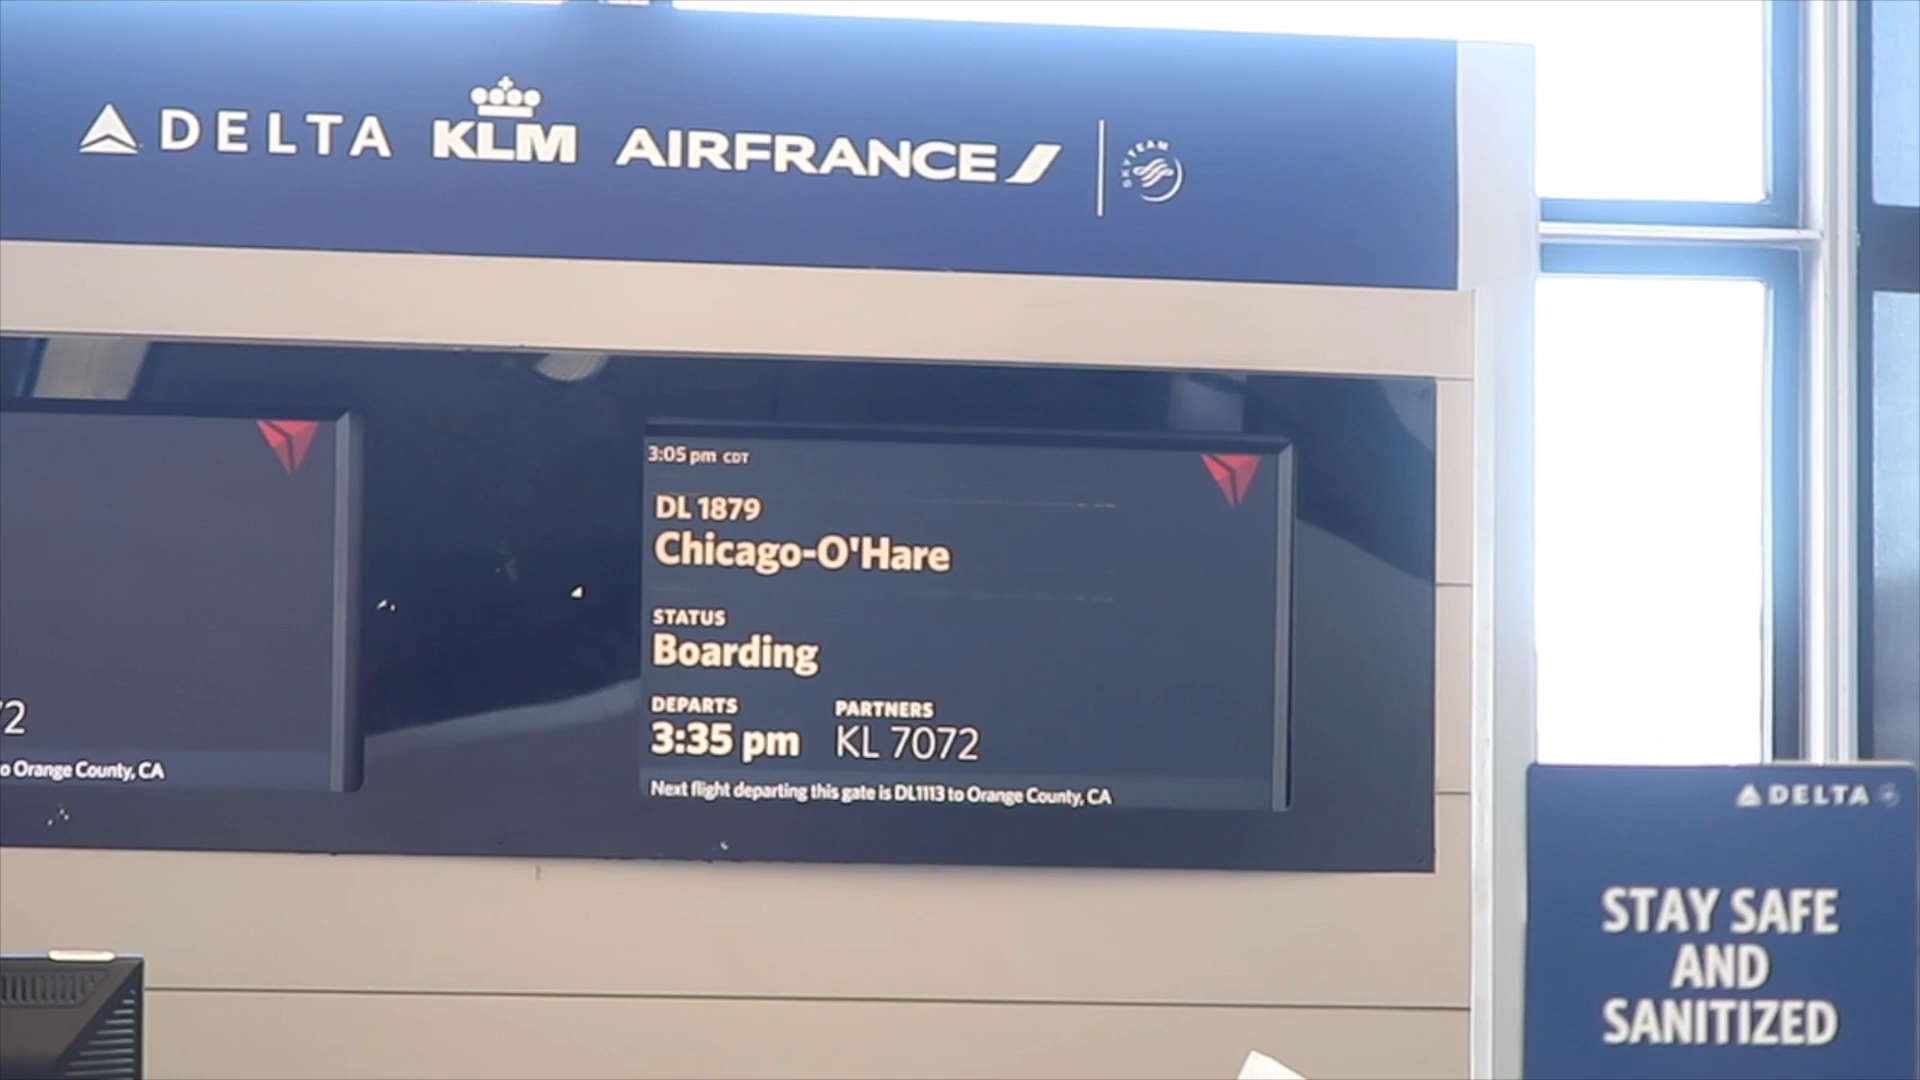 DELTA KLM AIRFRANCE SKYTEAM
2
o Orange County, CA
3:05 pm CDT
DL 1879
Chicago-O'Hare
STATUS
Boarding
DEPARTS PARTNERS
3:35 pm KL 7072
Next flight departing this gate is DL1113 to Orange County, CA
DELTA
STAY SAFE
AND
SANITIZED